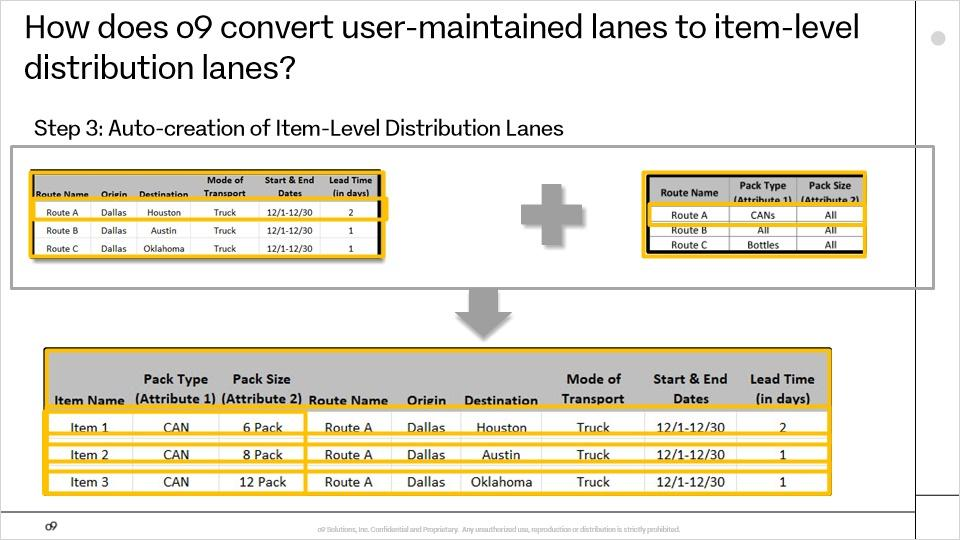 How does o9 convert user-maintained lanes to item-level
distribution lanes?
Step 3: Auto-creation of Item-Level Distribution Lanes
Route Name Origin Destination Mode of Transport Start & End Dates Lead Time (in days)
Route A Dallas Houston Truck 12/1-12/30 2
Route B Dallas Austin Truck 12/1-12/30 1
Route C Dallas Oklahoma Truck 12/1-12/30 1
Route Name Pack Type (Attribute 1) Pack Size (Attribute 2)
Route A CANs All
Route B All All
Route C Bottles All
Item Name Pack Type (Attribute 1) Pack Size (Attribute 2) Route Name Origin Destination Mode of Transport Start & End Dates Lead Time (in days)
Item 1 CAN 6 Pack Route A Dallas Houston Truck 12/1-12/30 2
Item 2 CAN 8 Pack Route A Dallas Austin Truck 12/1-12/30 1
Item 3 CAN 12 Pack Route A Dallas Oklahoma Truck 12/1-12/30 1
o9
o9 Solutions, Inc. Confidential and Proprietary. Any unauthorized use, reproduction or distribution is strictly prohibited.